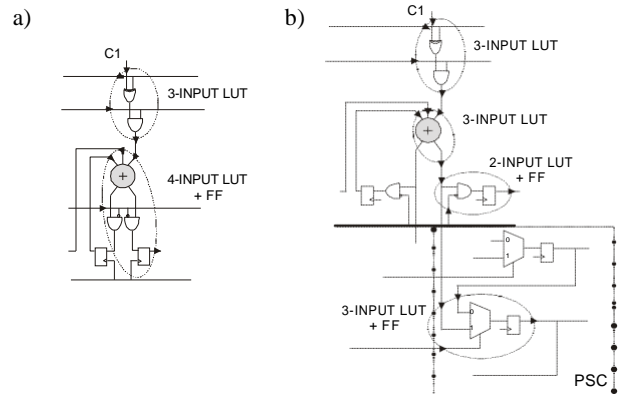 a)
C1
3-INPUT LUT
+
4-INPUT LUT
+ FF
b)
C1
3-INPUT LUT
3-INPUT LUT
+
2-INPUT LUT
+ FF
0
1
3-INPUT LUT
+ FF
0
1
PSC